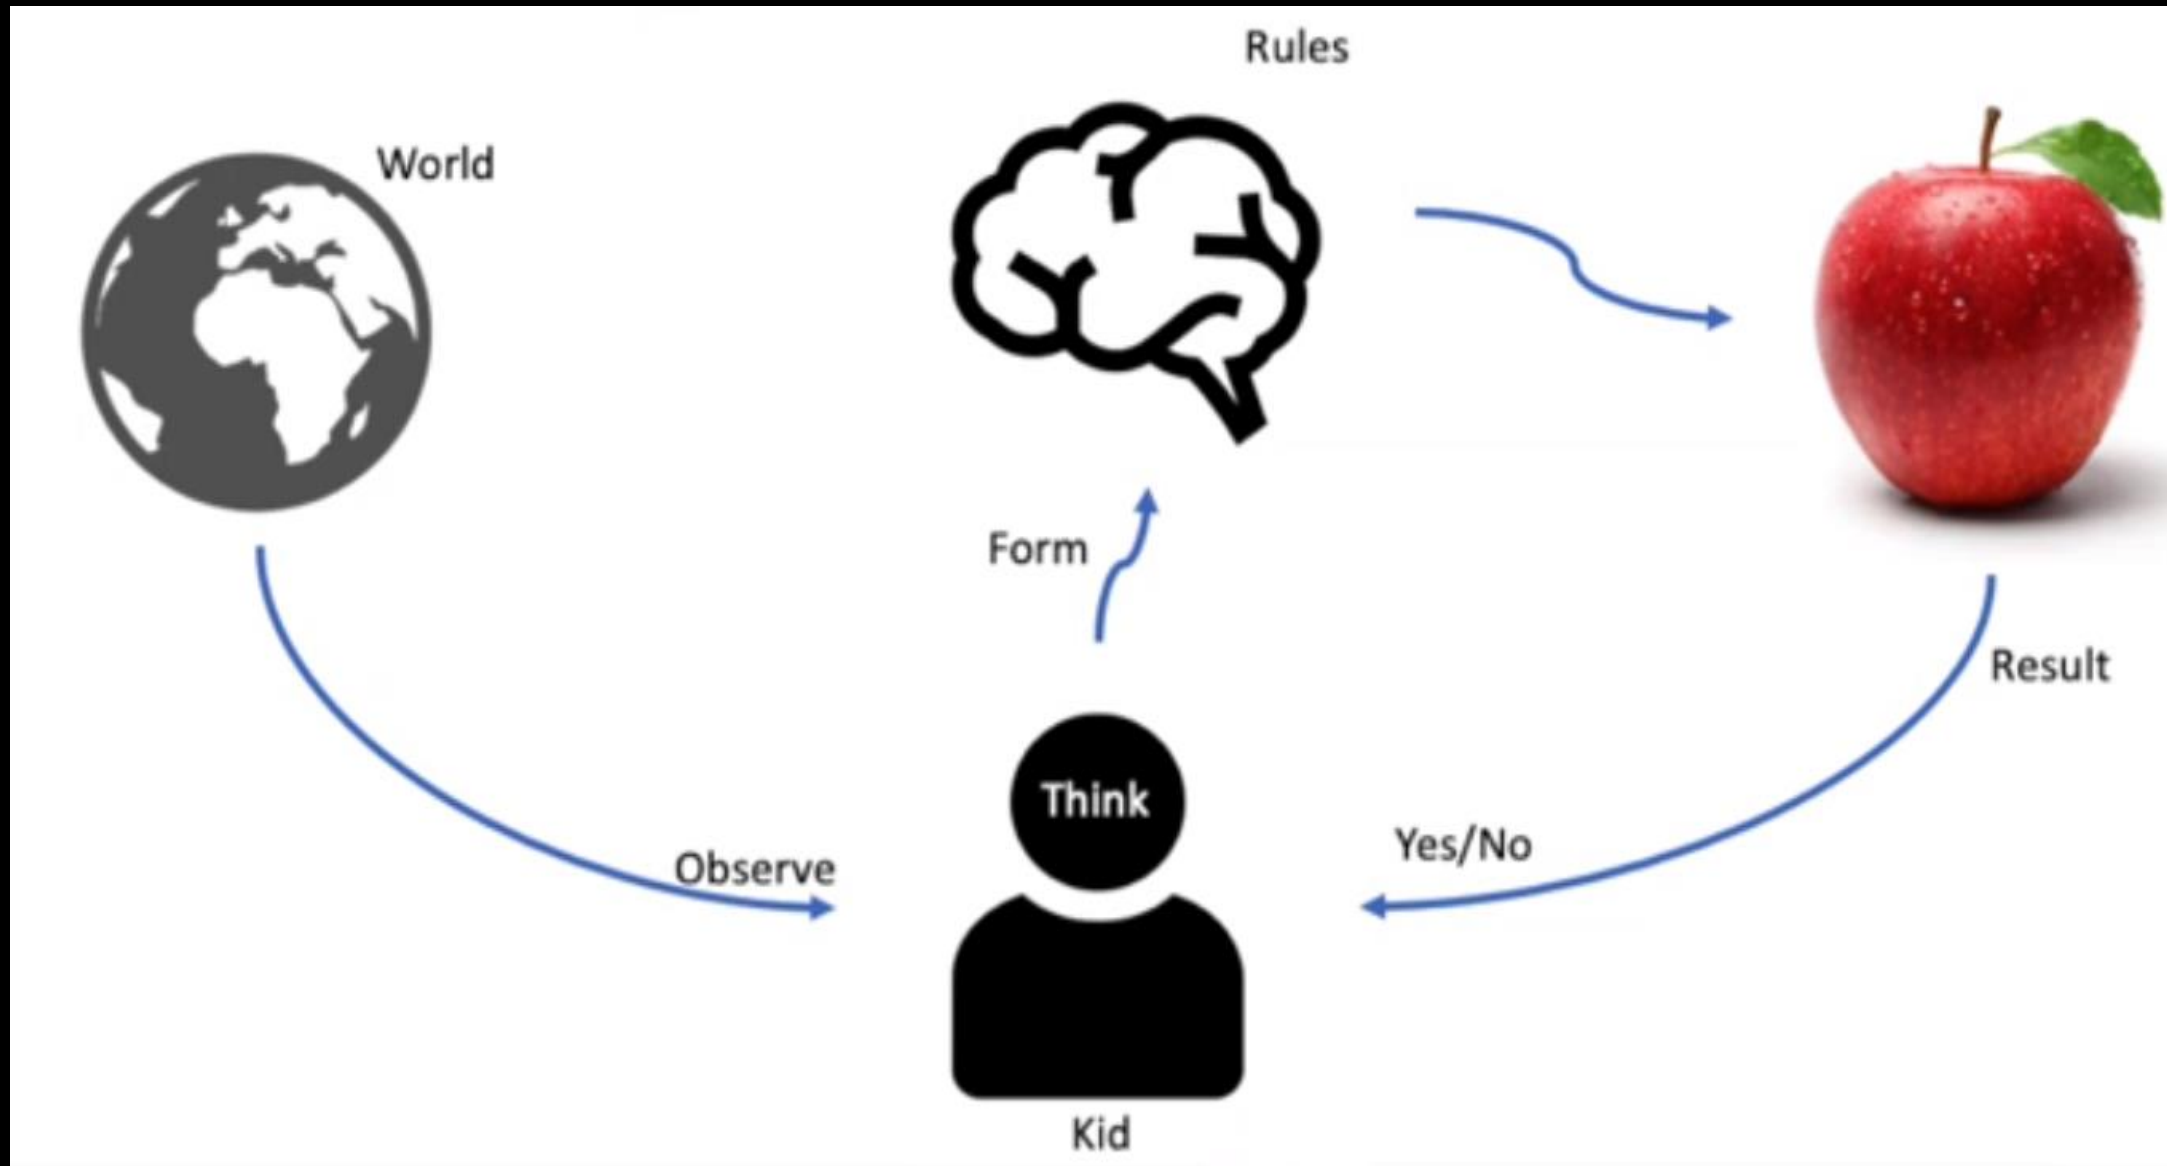 Rules
World
Form
Result
Think
Yes/No
Observe
Kid